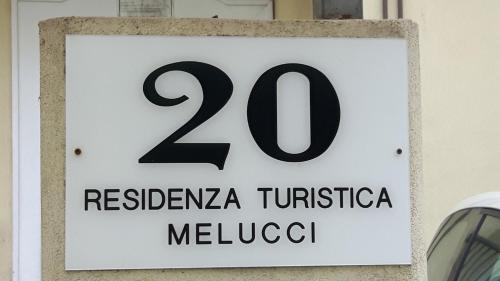 20
RESIDENZA TURISTICA
MELUCCI